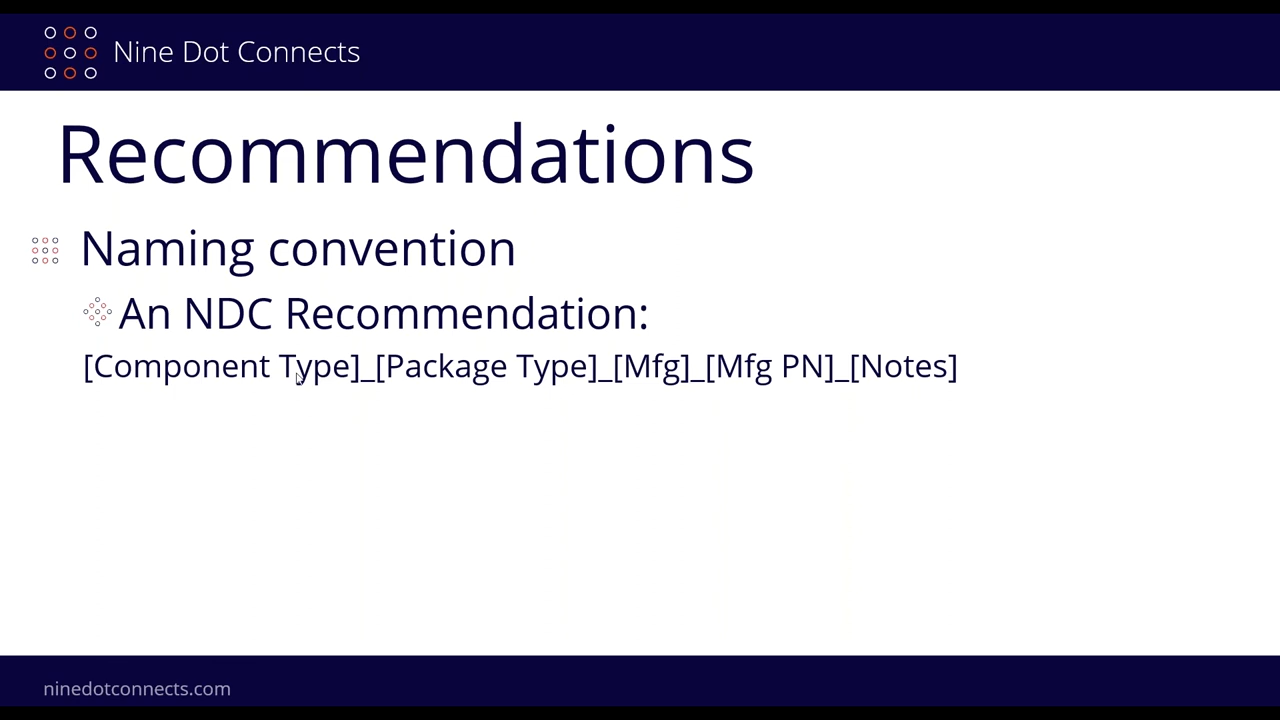 Nine Dot Connects
Recommendations
Naming convention
An NDC Recommendation:
[Component Type]_[Package Type]_[Mfg]_[Mfg PN]_[Notes]
ninedotconnects.com